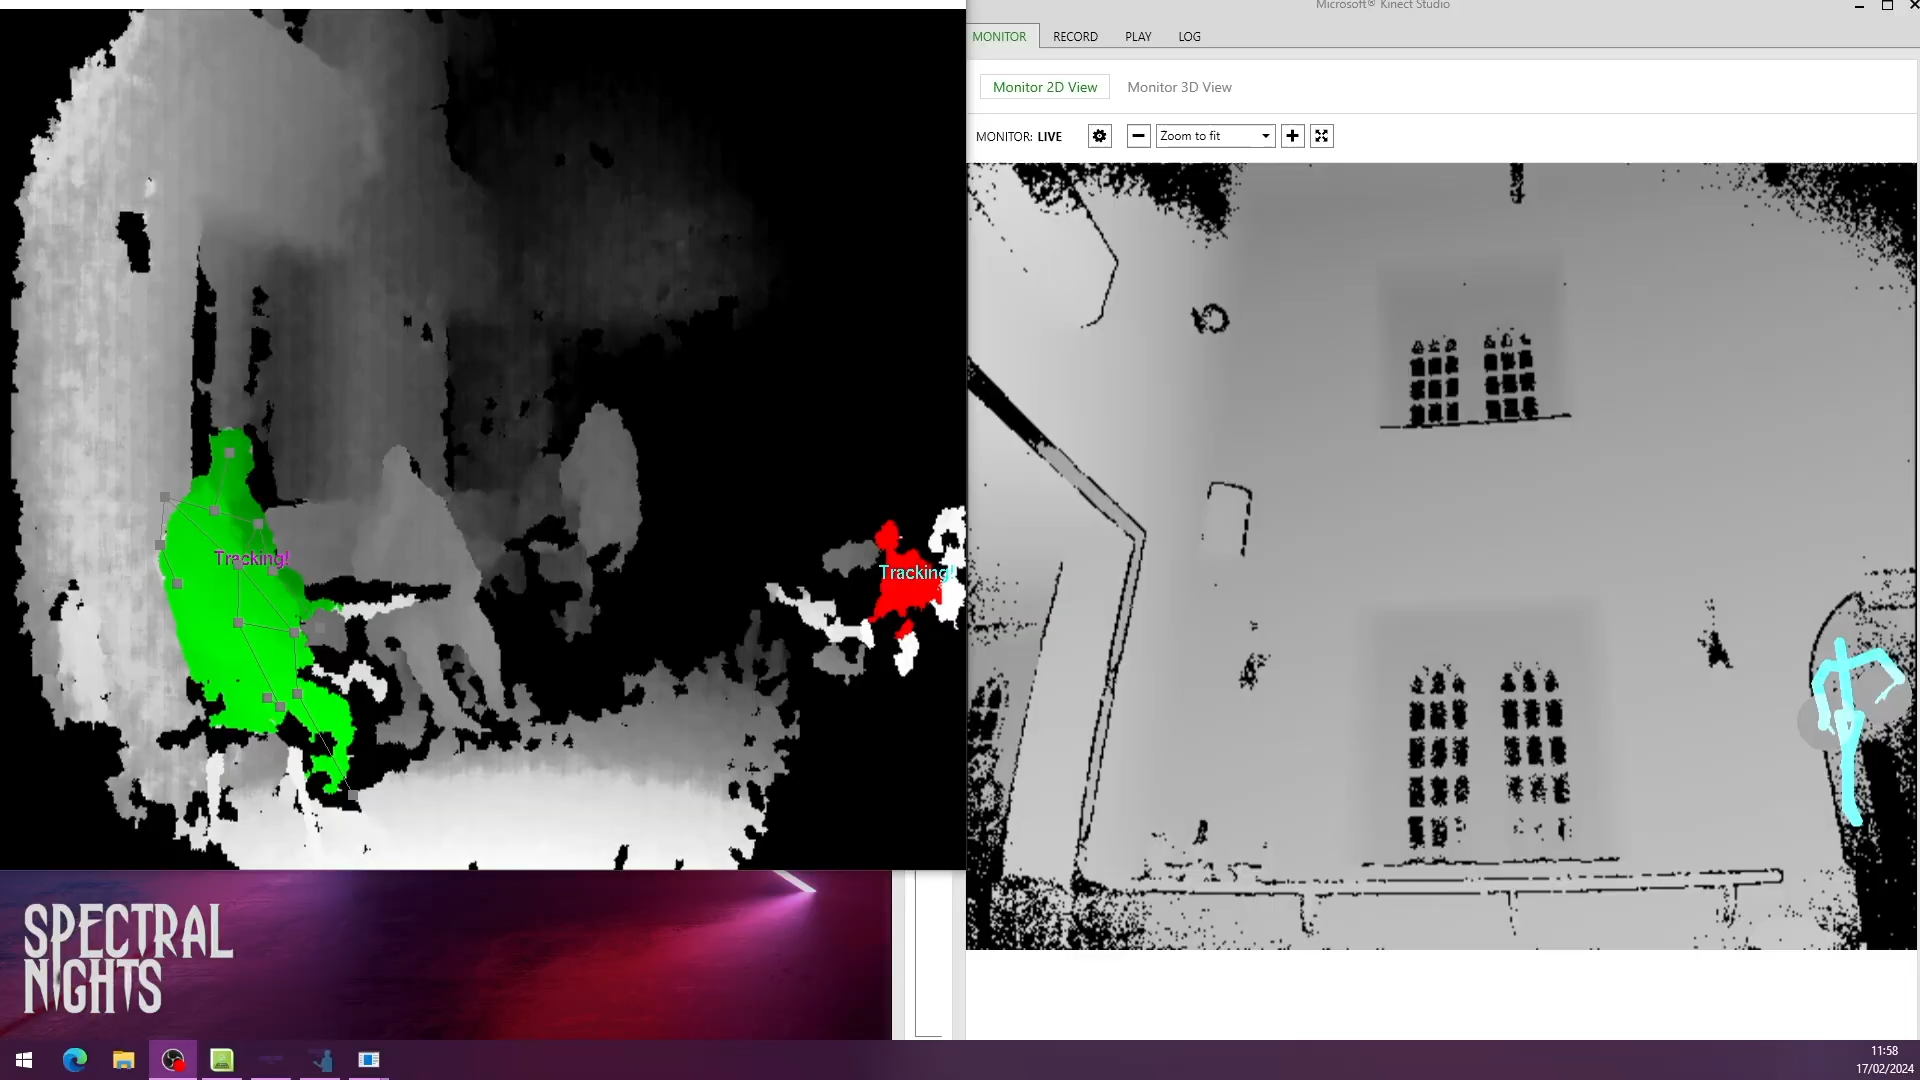 Microsoft® Kinect Studio
MONITOR RECORD PLAY LOG
Monitor 2D View Monitor 3D View
MONITOR: LIVE Zoom to fit
Tracking!
Tracking!
SPECTRAL
NIGHTS
11:58
17/02/2024